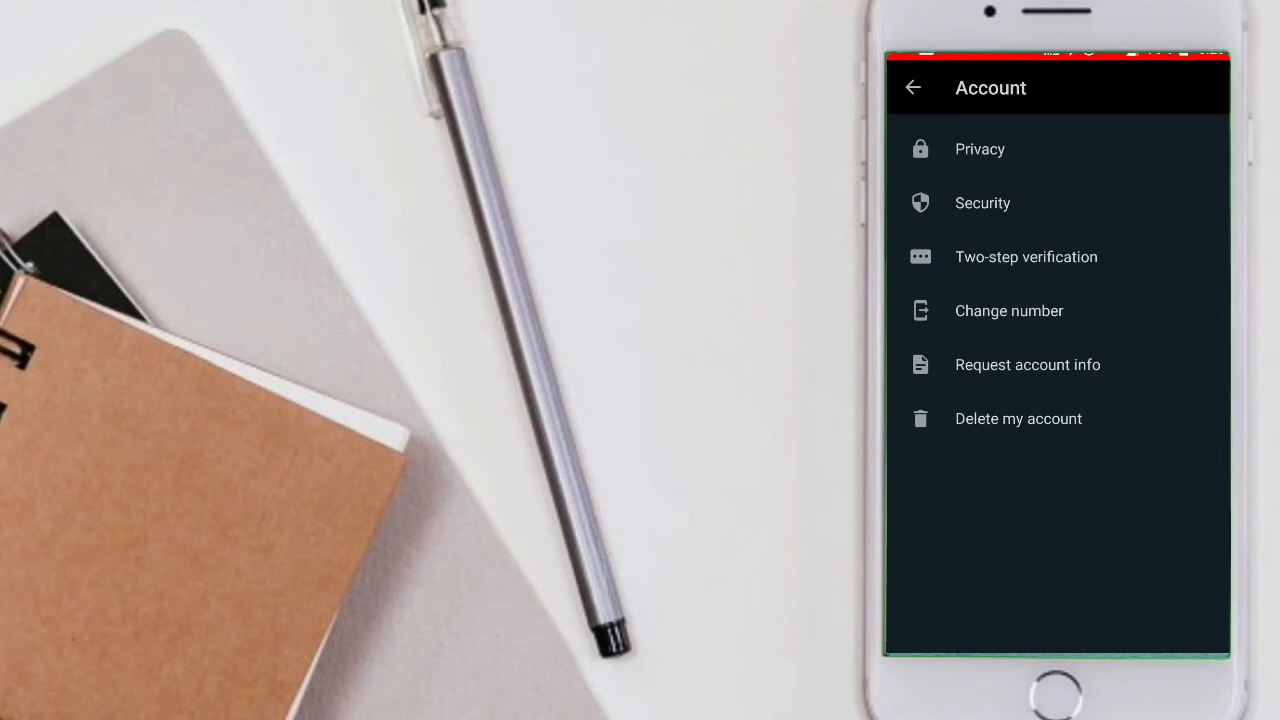 Account
Privacy
Security
Two-step verification
Change number
Request account info
Delete my account